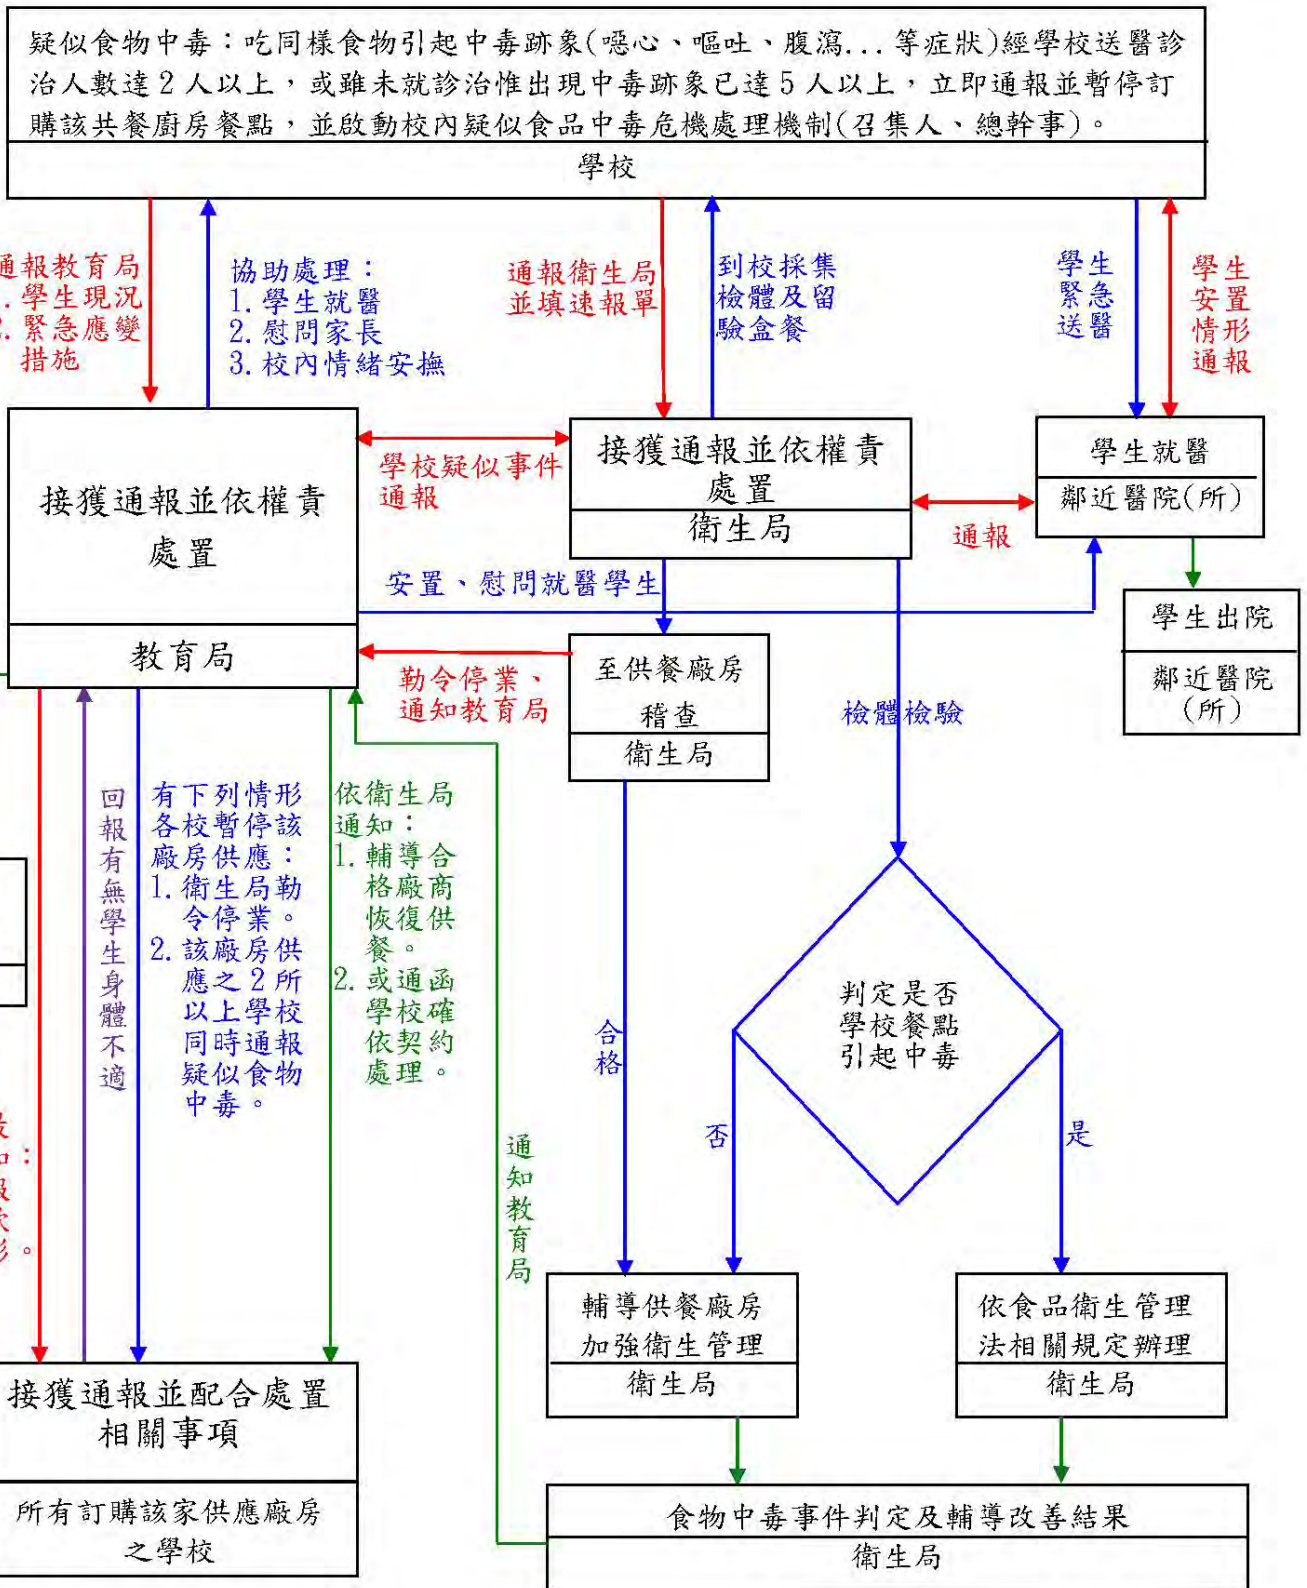 疑似食物中毒：吃同樣食物引起中毒跡象(噁心、嘔吐、腹瀉...等症狀)經學校送醫診
治人數達2人以上，或雖未就診治惟出現中毒跡象已達5人以上，立即通報並暫停訂
購該共餐廚房餐點，並啟動校內疑似食品中毒危機處理機制(召集人、總幹事)。
學校
通報教育局
1.學生現況
2.緊急應變
措施
協助處理：
1.學生就醫
2.慰問家長
3.校內情緒安撫
通報衛生局
並填速報單
到校採集
檢體及留
驗盒餐
學生
緊急
送醫
學生
安置
情形
通報
接獲通報並依權責
處置
教育局
學校疑似事件
通報
接獲通報並依權責
處置
衛生局
通報
學生就醫
鄰近醫院(所)
安置、慰問就醫學生
學生出院
鄰近醫院
(所)
勒令停業、
通知教育局
至供餐廠房
稽查
衛生局
檢體檢驗
回報有無學生身體不適
有下列情形
各校暫停該
廠房供應：
1.衛生局勒
令停業。
2.該廠房供
應之2所
以上學校
同時通報
疑似食物
中毒。
依衛生局
通知：
1.輔導合
格廠商
恢復供
餐。
2.或通函
學校確
依契約
處理。
合格
判定是否
學校餐點
引起中毒
否
是
通知教育局
輔導供餐廠房
加強衛生管理
衛生局
依食品衛生管理
法相關規定辦理
衛生局
接獲通報並配合處置
相關事項
所有訂購該家供應廠房
之學校
食物中毒事件判定及輔導改善結果
衛生局